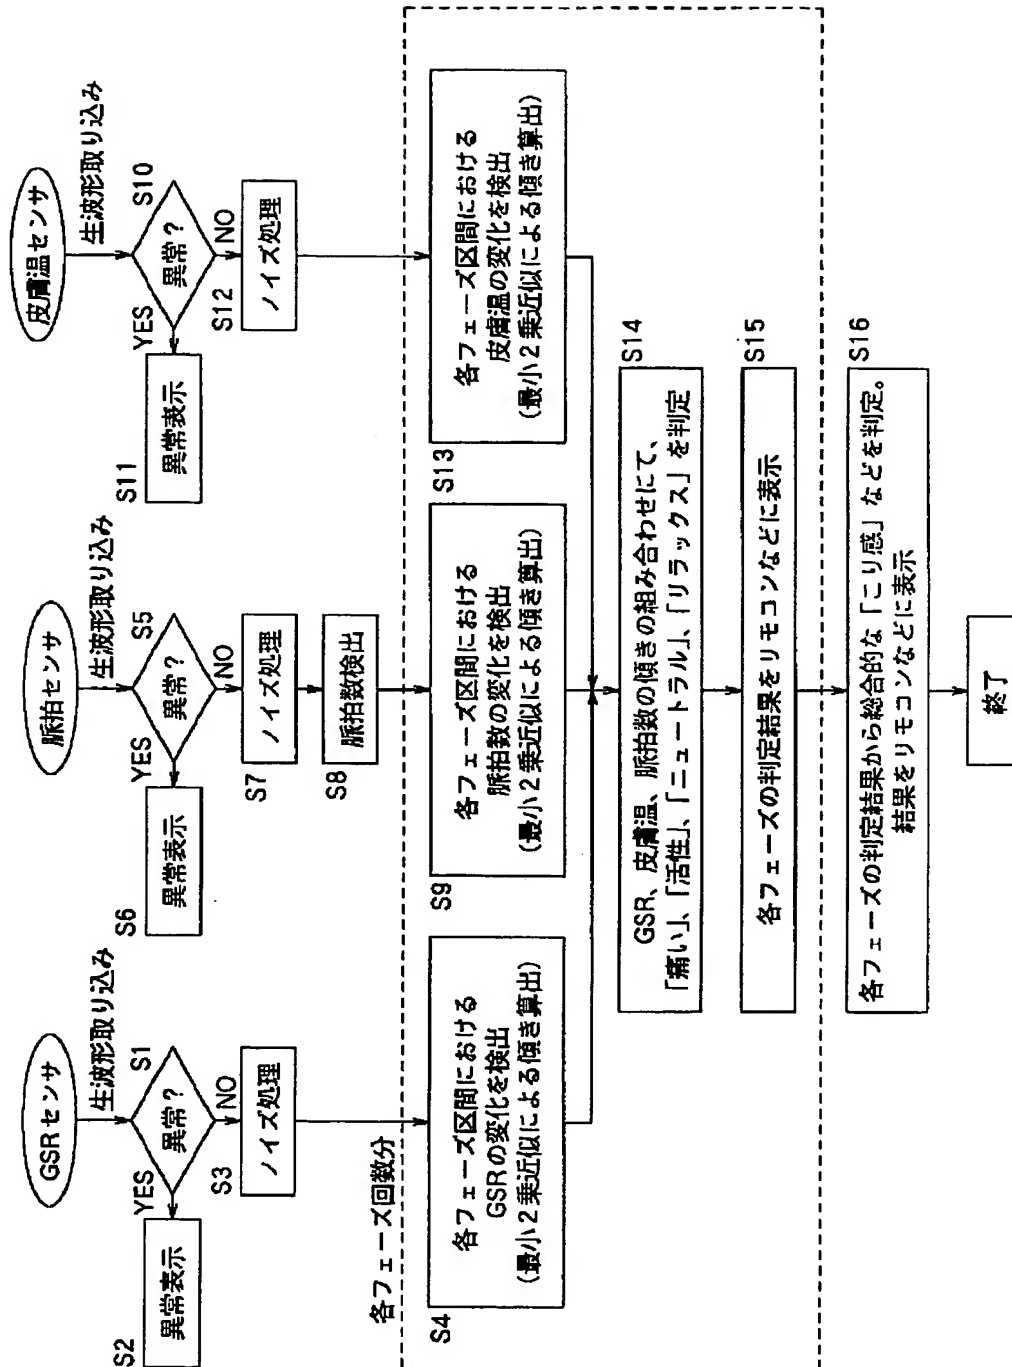 GSRセンサ
生波形取り込み
S1
異常?
YES
NO
S2
異常表示
S3
ノイズ処理
各フェーズ回数分
S4
各フェーズ区間における
GSRの変化を検出
(最小2乗近似による傾き算出)
脈拍センサ
生波形取り込み
S5
異常?
YES
NO
S6
異常表示
S7
ノイズ処理
S8
脈拍数検出
S9
各フェーズ区間における
脈拍数の変化を検出
(最小2乗近似による傾き算出)
皮膚温センサ
生波形取り込み
S10
異常?
YES
NO
S11
異常表示
S12
ノイズ処理
S13
各フェーズ区間における
皮膚温の変化を検出
(最小2乗近似による傾き算出)
S14
GSR、皮膚温、脈拍数の傾きの組み合わせにて、
「痛い」、「活性」、「ニュートラル」、「リラックス」を判定
S15
各フェーズの判定結果をリモコンなどに表示
S16
各フェーズの判定結果から総合的な「こり感」などを判定。
結果をリモコンなどに表示
終了